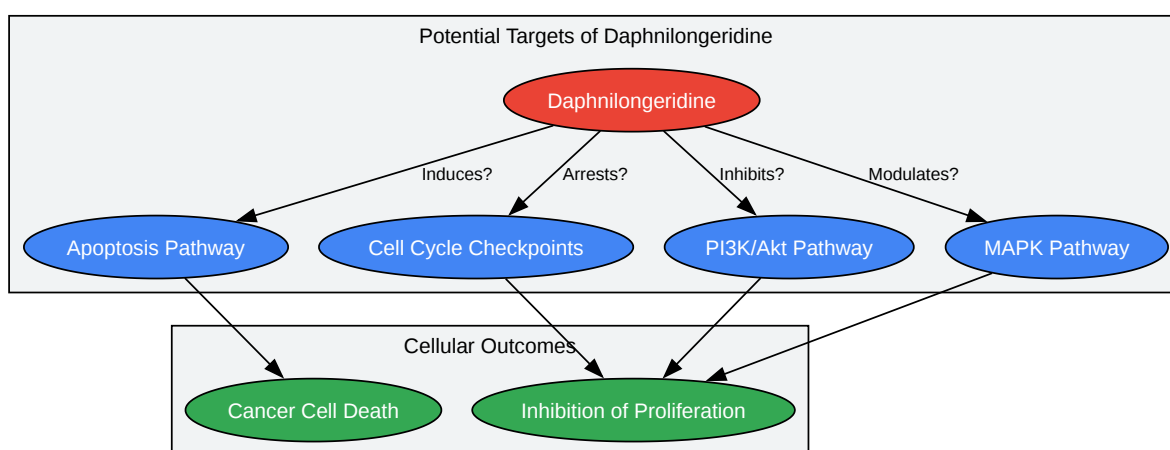 Potential Targets of Daphnilongeridine
Daphnilongeridine
Induces?
Arrests?
Inhibits?
Modulates?
Apoptosis Pathway
Cell Cycle Checkpoints
PI3K/Akt Pathway
MAPK Pathway
Cellular Outcomes
Cancer Cell Death
Inhibition of Proliferation